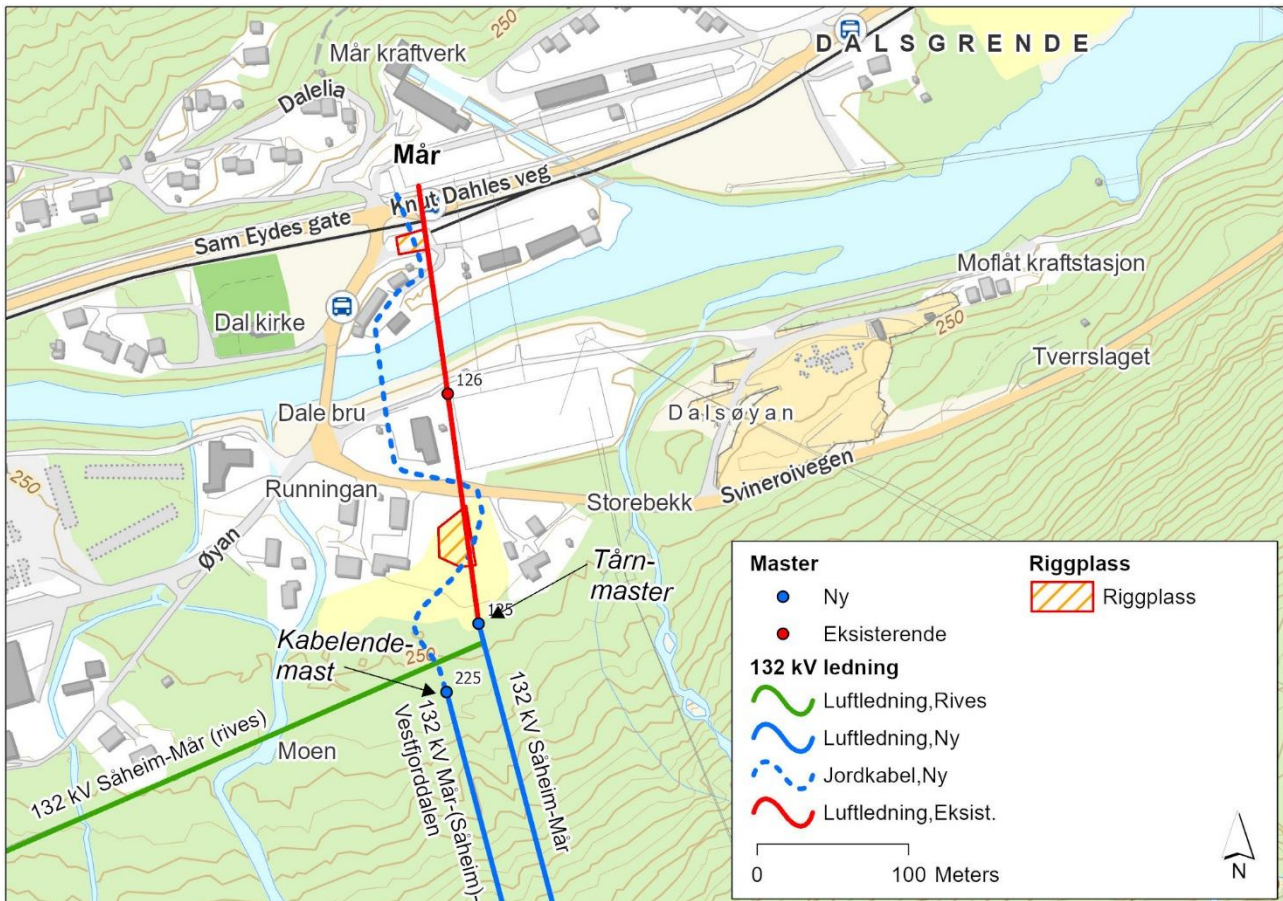 250
DALSGRENDE
Mår kraftverk
Dalelia
Mår
Knut Dahles veg
Sam Eydes gate
Moflåt kraftstasjon
250
Dal kirke
Tverrslaget
126
Dale bru
Dalsøyan
Svineroivegen
250
Runningan
Storebekk
Øyan
Tårn-
master
125
Kabelende-
mast
250
225
132 kV Såheim-Mår (rives)
Moen
132 kV Mår-(Såheim)-
Vestfjorddalen
132 kV Såheim-Mår
Master
Ny
Eksisterende
132 kV ledning
Luftledning,Rives
Luftledning,Ny
Jordkabel,Ny
Luftledning,Eksist.
0 100 Meters
Riggplass
Riggplass
N